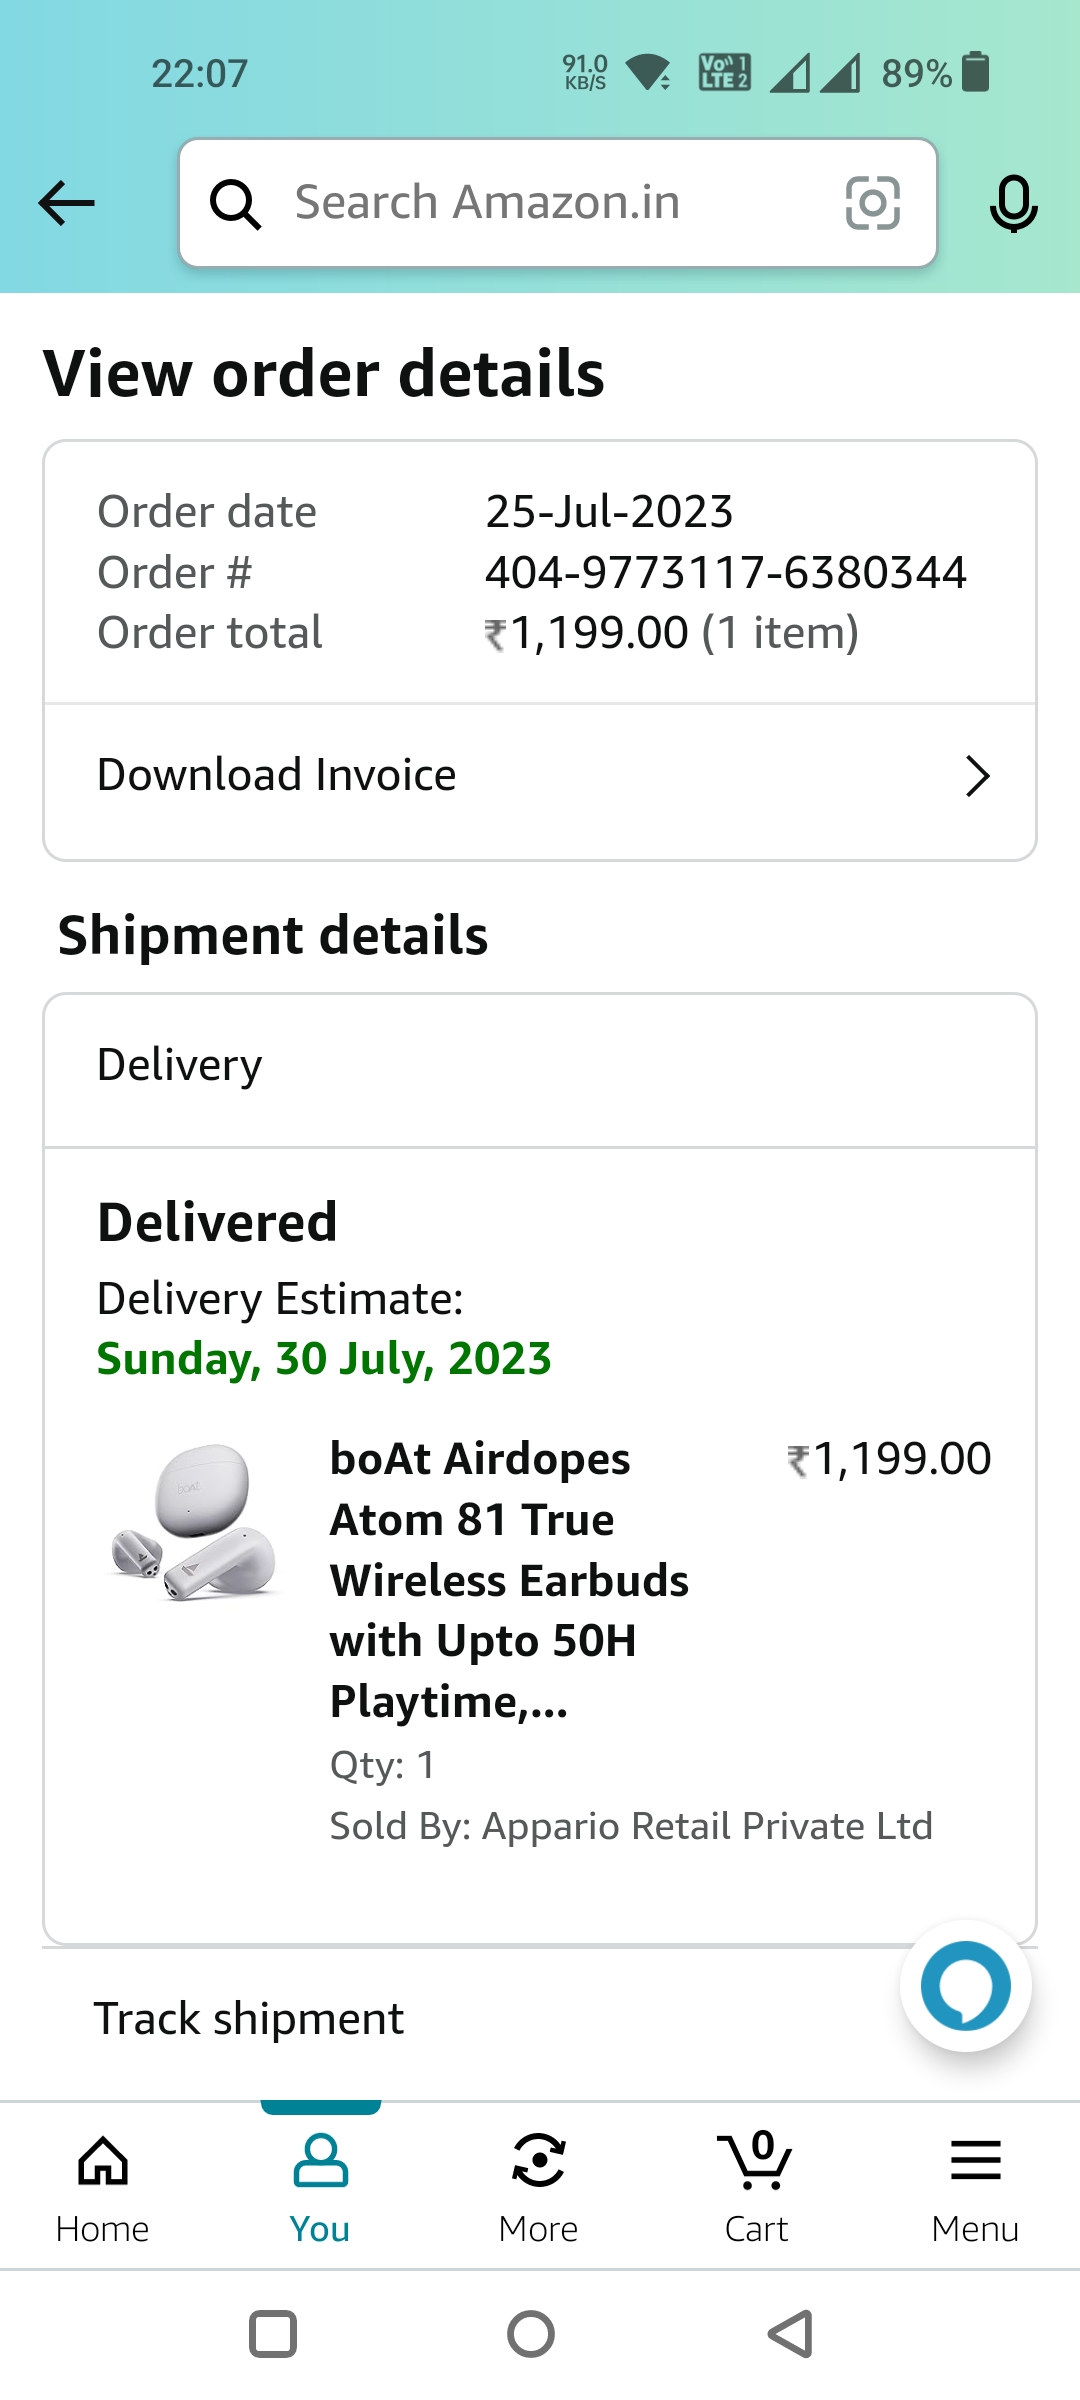 22:07
91.0
KB/S
Vo)) 1
LTE 2
89%
Search Amazon.in
View order details
Order date 25-Jul-2023
Order # 404-9773117-6380344
Order total ₹1,199.00 (1 item)
Download Invoice
Shipment details
Delivery
Delivered
Delivery Estimate:
Sunday, 30 July, 2023
boAt
boAt Airdopes ₹1,199.00
Atom 81 True
Wireless Earbuds
with Upto 50H
Playtime,...
Qty: 1
Sold By: Appario Retail Private Ltd
Track shipment
0
Home You More Cart Menu